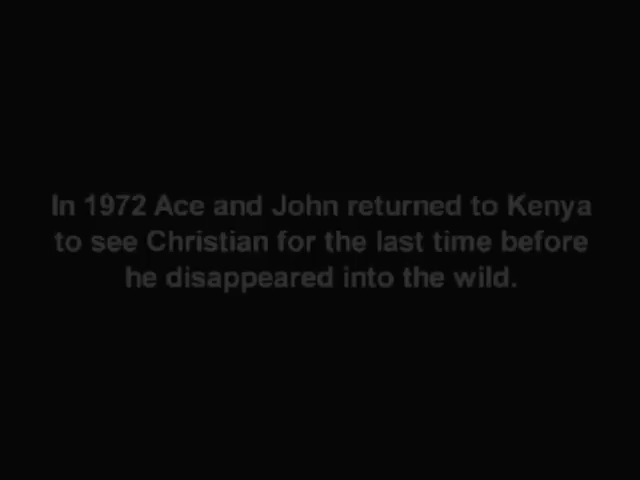 In 1972 Ace and John returned to Kenya
to see Christian for the last time before
he disappeared into the wild.